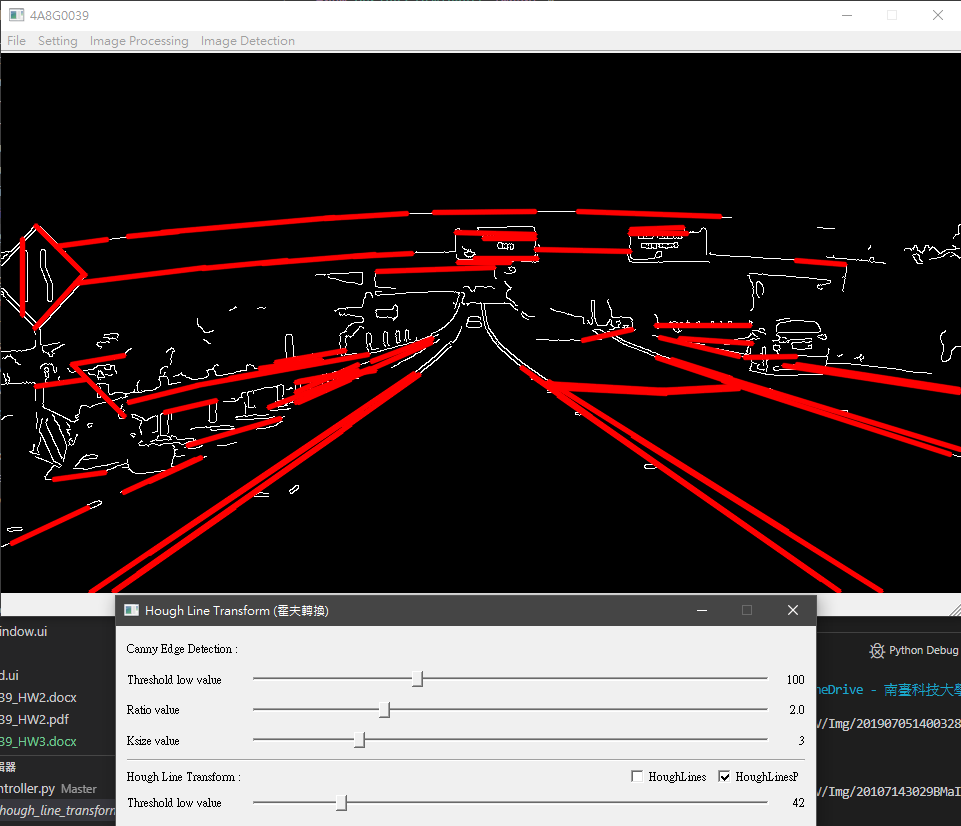 4A8G0039
File Setting Image Processing Image Detection
Hough Line Transform (霍夫轉換)
Canny Edge Detection :
Threshold low value 100
Ratio value 2.0
Ksize value 3
Hough Line Transform : HoughLines HoughLinesP
Threshold low value 42
indow.ui
d.ui
39_HW2.docx
39_HW2.pdf
39_HW3.docx
ntroller.py Master
hough_line_transform
Python Debug
neDrive - 南臺科技大學
//Img/201907051400328
//Img/20107143029BMaI